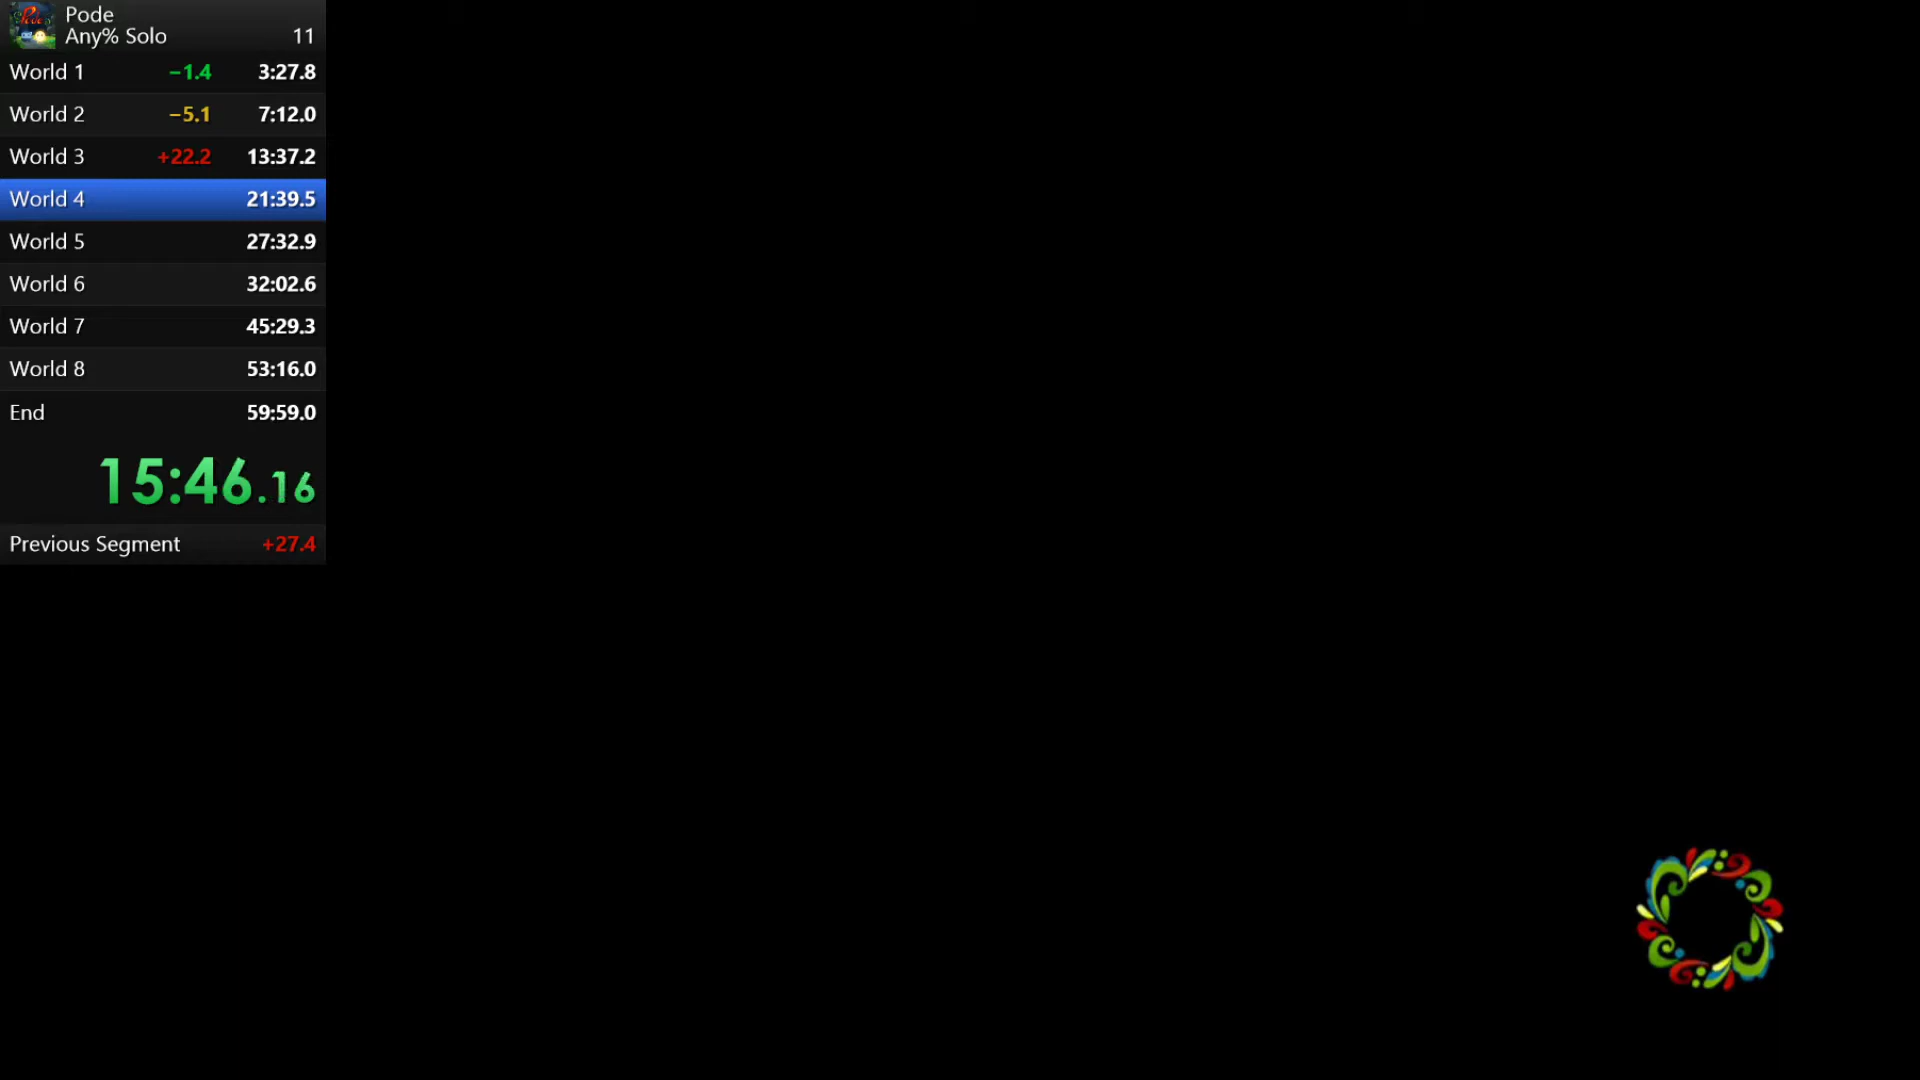 Pode
Any% Solo 11
World 1 −1.4 3:27.8
World 2 −5.1 7:12.0
World 3 +22.2 13:37.2
World 4 21:39.5
World 5 27:32.9
World 6 32:02.6
World 7 45:29.3
World 8 53:16.0
End 59:59.0
15:46.16
Previous Segment +27.4